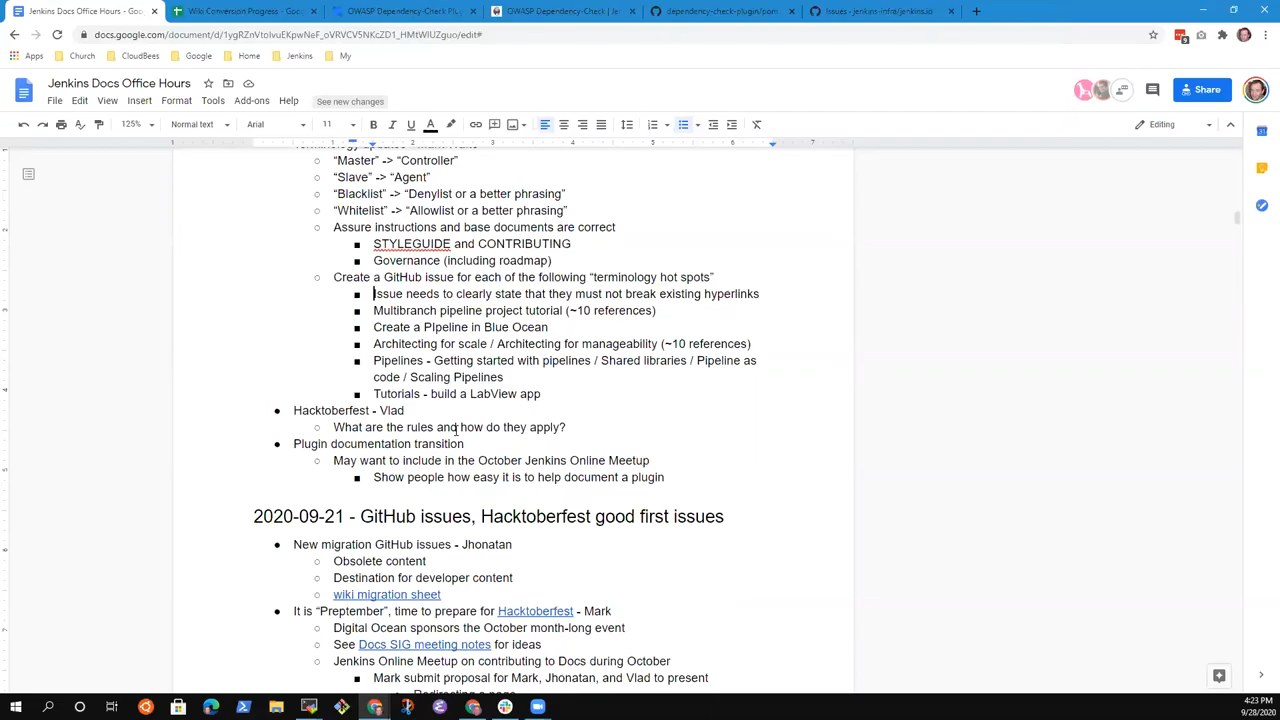 Jenkins Docs Office Hours - Goo
Wiki Conversion Progress - Goog
OWASP Dependency-Check Plu
OWASP Dependency-Check | Jen
dependency-check-plugin/pom
Issues · jenkins-infra/jenkins.io
Apps
Church
CloudBees
Google
Home
Jenkins
My
Jenkins Docs Office Hours
File Edit View Insert Format Tools Add-ons Help See new changes
Share
125% Normal text Arial 11
Editing
"Master" -> "Controller"
"Slave" -> "Agent"
"Blacklist" -> "Denylist or a better phrasing"
"Whitelist" -> "Allowlist or a better phrasing"
Assure instructions and base documents are correct
STYLEGUIDE and CONTRIBUTING
Governance (including roadmap)
Create a GitHub issue for each of the following "terminology hot spots"
Issue needs to clearly state that they must not break existing hyperlinks
Multibranch pipeline project tutorial (~10 references)
Create a PIpeline in Blue Ocean
Architecting for scale / Architecting for manageability (~10 references)
Pipelines - Getting started with pipelines / Shared libraries / Pipeline as
code / Scaling Pipelines
Tutorials - build a LabView app
Hacktoberfest - Vlad
What are the rules and how do they apply?
Plugin documentation transition
May want to include in the October Jenkins Online Meetup
Show people how easy it is to help document a plugin
2020-09-21 - GitHub issues, Hacktoberfest good first issues
New migration GitHub issues - Jhonatan
Obsolete content
Destination for developer content
wiki migration sheet
It is "Preptember", time to prepare for Hacktoberfest - Mark
Digital Ocean sponsors the October month-long event
See Docs SIG meeting notes for ideas
Jenkins Online Meetup on contributing to Docs during October
Mark submit proposal for Mark, Jhonatan, and Vlad to present
4:23 PM
9/28/2020